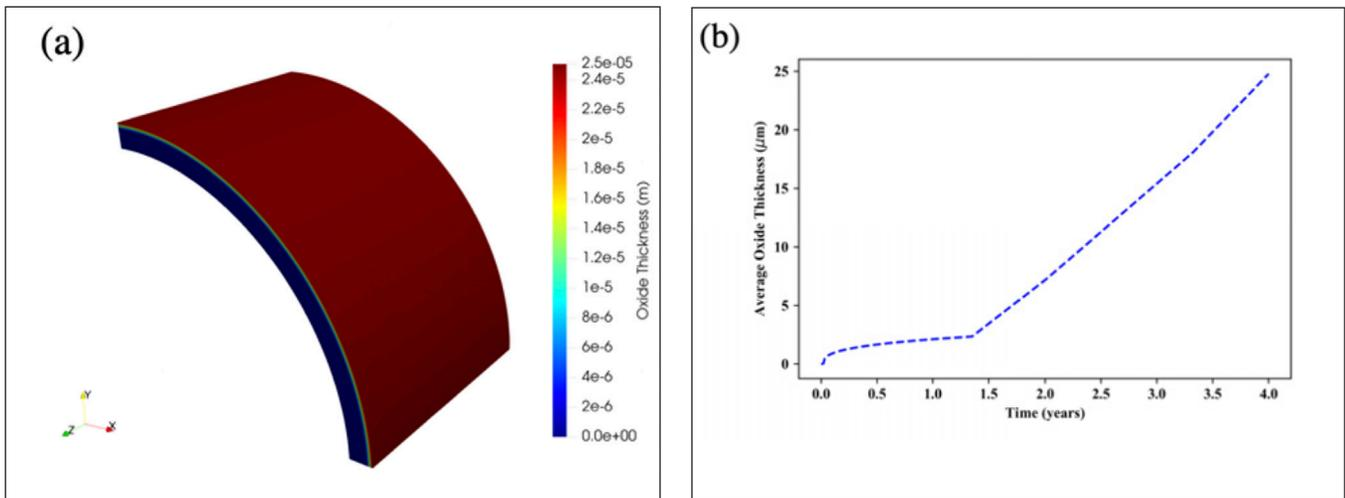 (a)
2.5e-05
2.4e-5
2.2e-5
2e-5
1.8e-5
1.6e-5
1.4e-5
1.2e-5
1e-5
8e-6
6e-6
4e-6
2e-6
0.0e+00
Oxide Thickness (m)
Y
Z
X
(b)
25
20
15
10
5
0
Average Oxide Thickness (μm)
0.0 0.5 1.0 1.5 2.0 2.5 3.0 3.5 4.0
Time (years)